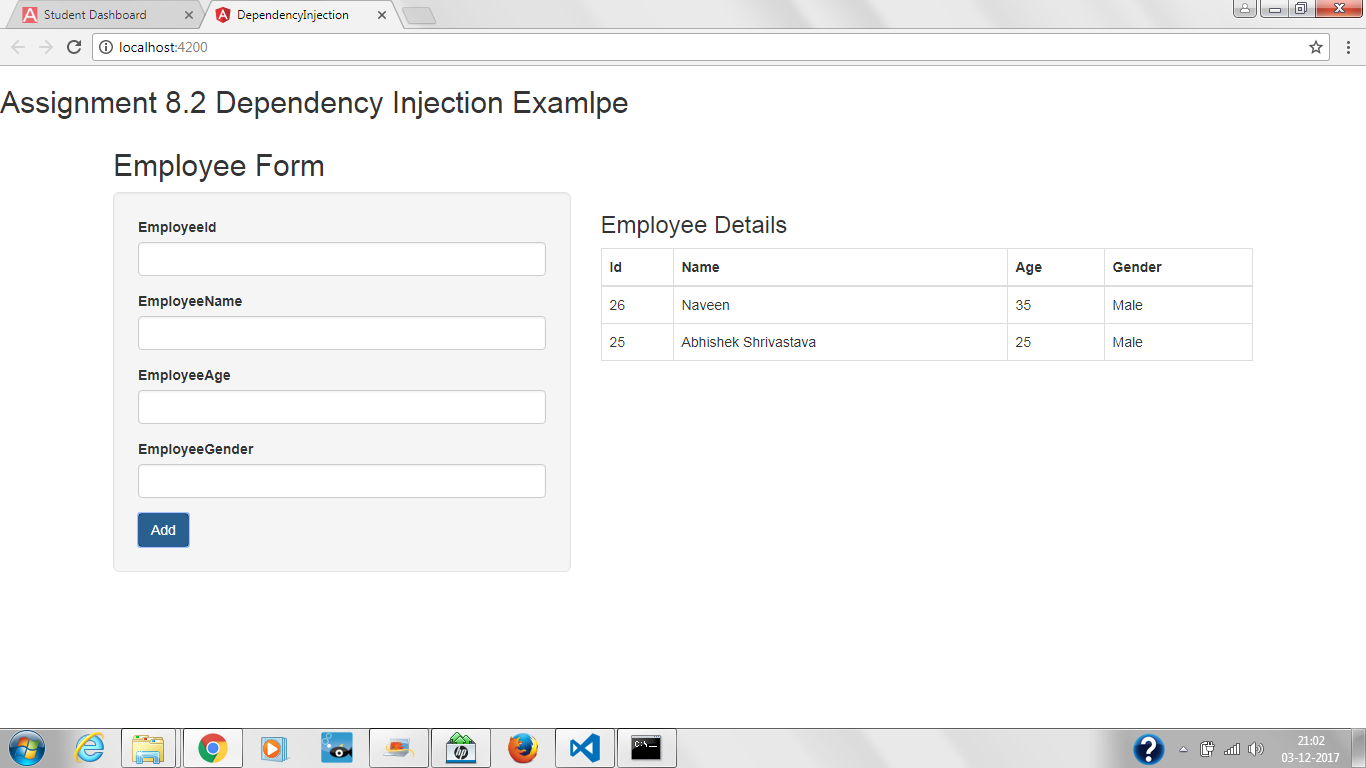 Student Dashboard
DependencyInjection
localhost:4200
Assignment 8.2 Dependency Injection Examlpe
Employee Form
EmployeeId
EmployeeName
EmployeeAge
EmployeeGender
Add
Employee Details
Id Name Age Gender
26 Naveen 35 Male
25 Abhishek Shrivastava 25 Male
21:02
03-12-2017